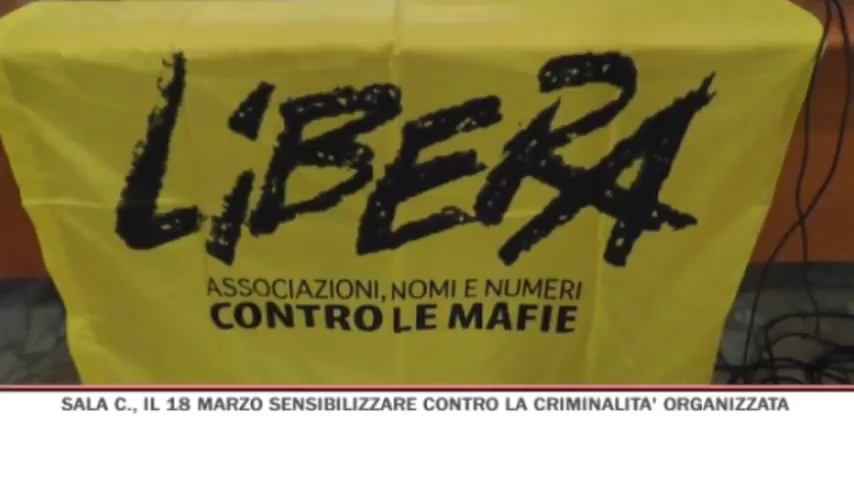 LiBERA
ASSOCIAZIONI, NOMI E NUMERI
CONTRO LE MAFIE
SALA C., IL 18 MARZO SENSIBILIZZARE CONTRO LA CRIMINALITA' ORGANIZZATA